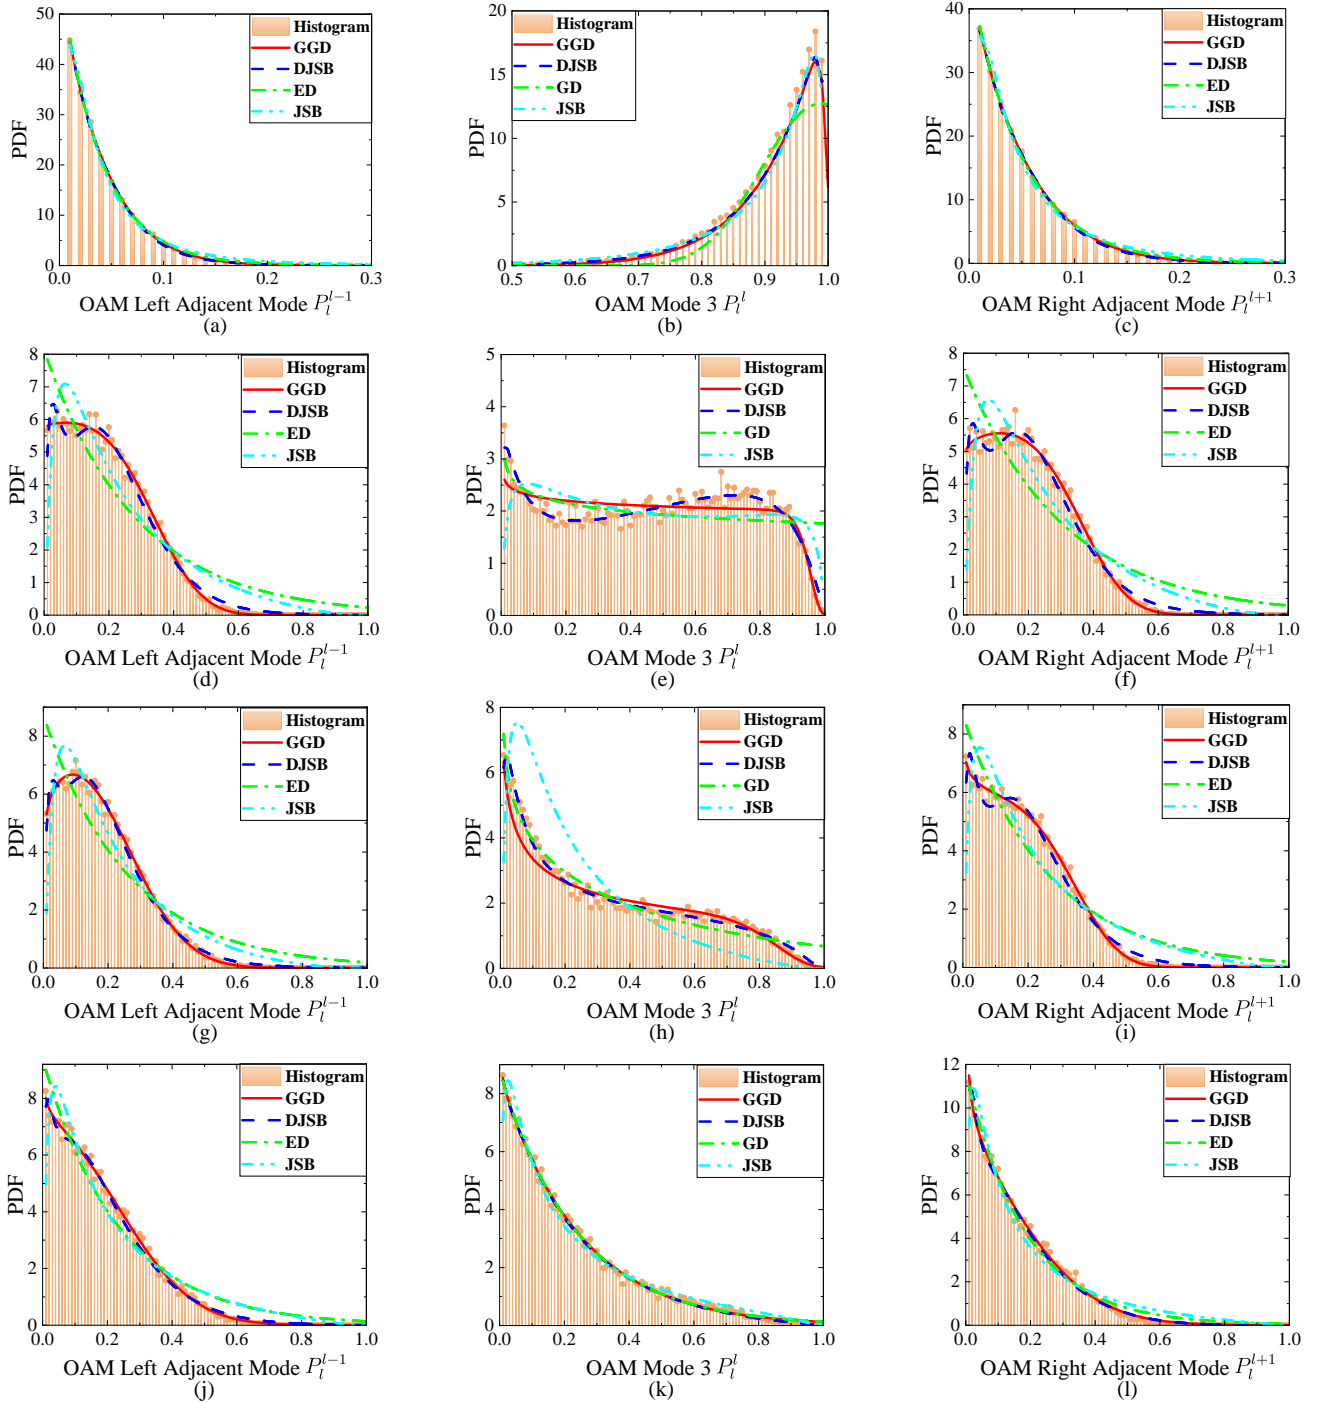 50
40
30
20
10
0
PDF
0.0
0.1
0.2
0.3
Histogram
GGD
DJSB
ED
JSB
OAM Left Adjacent Mode P_l^{l−1}
(a)
20
15
10
5
0
PDF
0.5
0.6
0.7
0.8
0.9
1.0
Histogram
GGD
DJSB
GD
JSB
OAM Mode 3 P_l^l
(b)
40
30
20
10
0
PDF
0.0
0.1
0.2
0.3
Histogram
GGD
DJSB
ED
JSB
OAM Right Adjacent Mode P_l^{l+1}
(c)
8
7
6
5
4
3
2
1
0
PDF
0.0
0.2
0.4
0.6
0.8
1.0
Histogram
GGD
DJSB
ED
JSB
OAM Left Adjacent Mode P_l^{l−1}
(d)
5
4
3
2
1
0
PDF
0.0
0.2
0.4
0.6
0.8
1.0
Histogram
GGD
DJSB
GD
JSB
OAM Mode 3 P_l^l
(e)
8
7
6
5
4
3
2
1
0
PDF
0.0
0.2
0.4
0.6
0.8
1.0
Histogram
GGD
DJSB
ED
JSB
OAM Right Adjacent Mode P_l^{l+1}
(f)
8
6
4
2
0
PDF
0.0
0.2
0.4
0.6
0.8
1.0
Histogram
GGD
DJSB
ED
JSB
OAM Left Adjacent Mode P_l^{l−1}
(g)
8
6
4
2
0
PDF
0.0
0.2
0.4
0.6
0.8
1.0
Histogram
GGD
DJSB
GD
JSB
OAM Mode 3 P_l^l
(h)
8
6
4
2
0
PDF
0.0
0.2
0.4
0.6
0.8
1.0
Histogram
GGD
DJSB
ED
JSB
OAM Right Adjacent Mode P_l^{l+1}
(i)
8
6
4
2
0
PDF
0.0
0.2
0.4
0.6
0.8
1.0
Histogram
GGD
DJSB
ED
JSB
OAM Left Adjacent Mode P_l^{l−1}
(j)
8
6
4
2
0
PDF
0.0
0.2
0.4
0.6
0.8
1.0
Histogram
GGD
DJSB
GD
JSB
OAM Mode 3 P_l^l
(k)
12
10
8
6
4
2
0
PDF
0.0
0.2
0.4
0.6
0.8
1.0
Histogram
GGD
DJSB
ED
JSB
OAM Right Adjacent Mode P_l^{l+1}
(l)